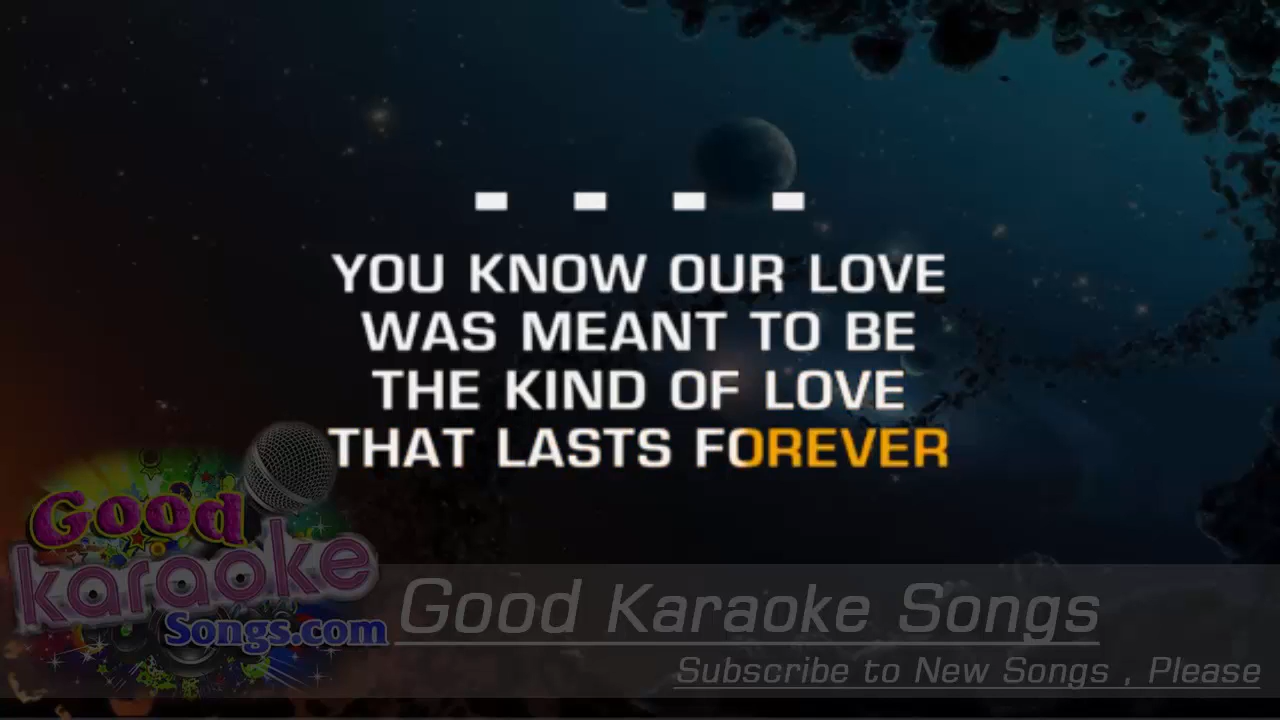 - - - -
YOU KNOW OUR LOVE
WAS MEANT TO BE
THE KIND OF LOVE
THAT LASTS FOREVER
Good
karaoke
Songs.com
Good Karaoke Songs
Subscribe to New Songs , Please